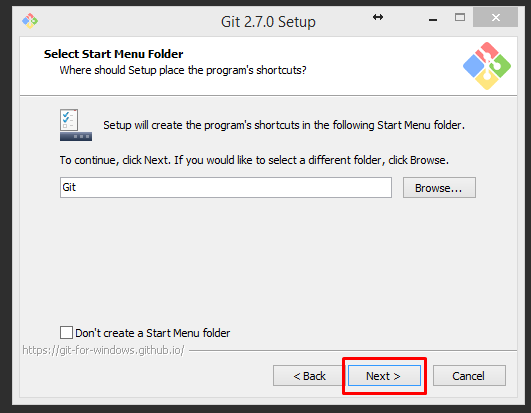 Git 2.7.0 Setup
Select Start Menu Folder
Where should Setup place the program's shortcuts?
Setup will create the program's shortcuts in the following Start Menu folder.
To continue, click Next. If you would like to select a different folder, click Browse.
Git
Browse...
Don't create a Start Menu folder
https://git-for-windows.github.io/
< Back
Next >
Cancel